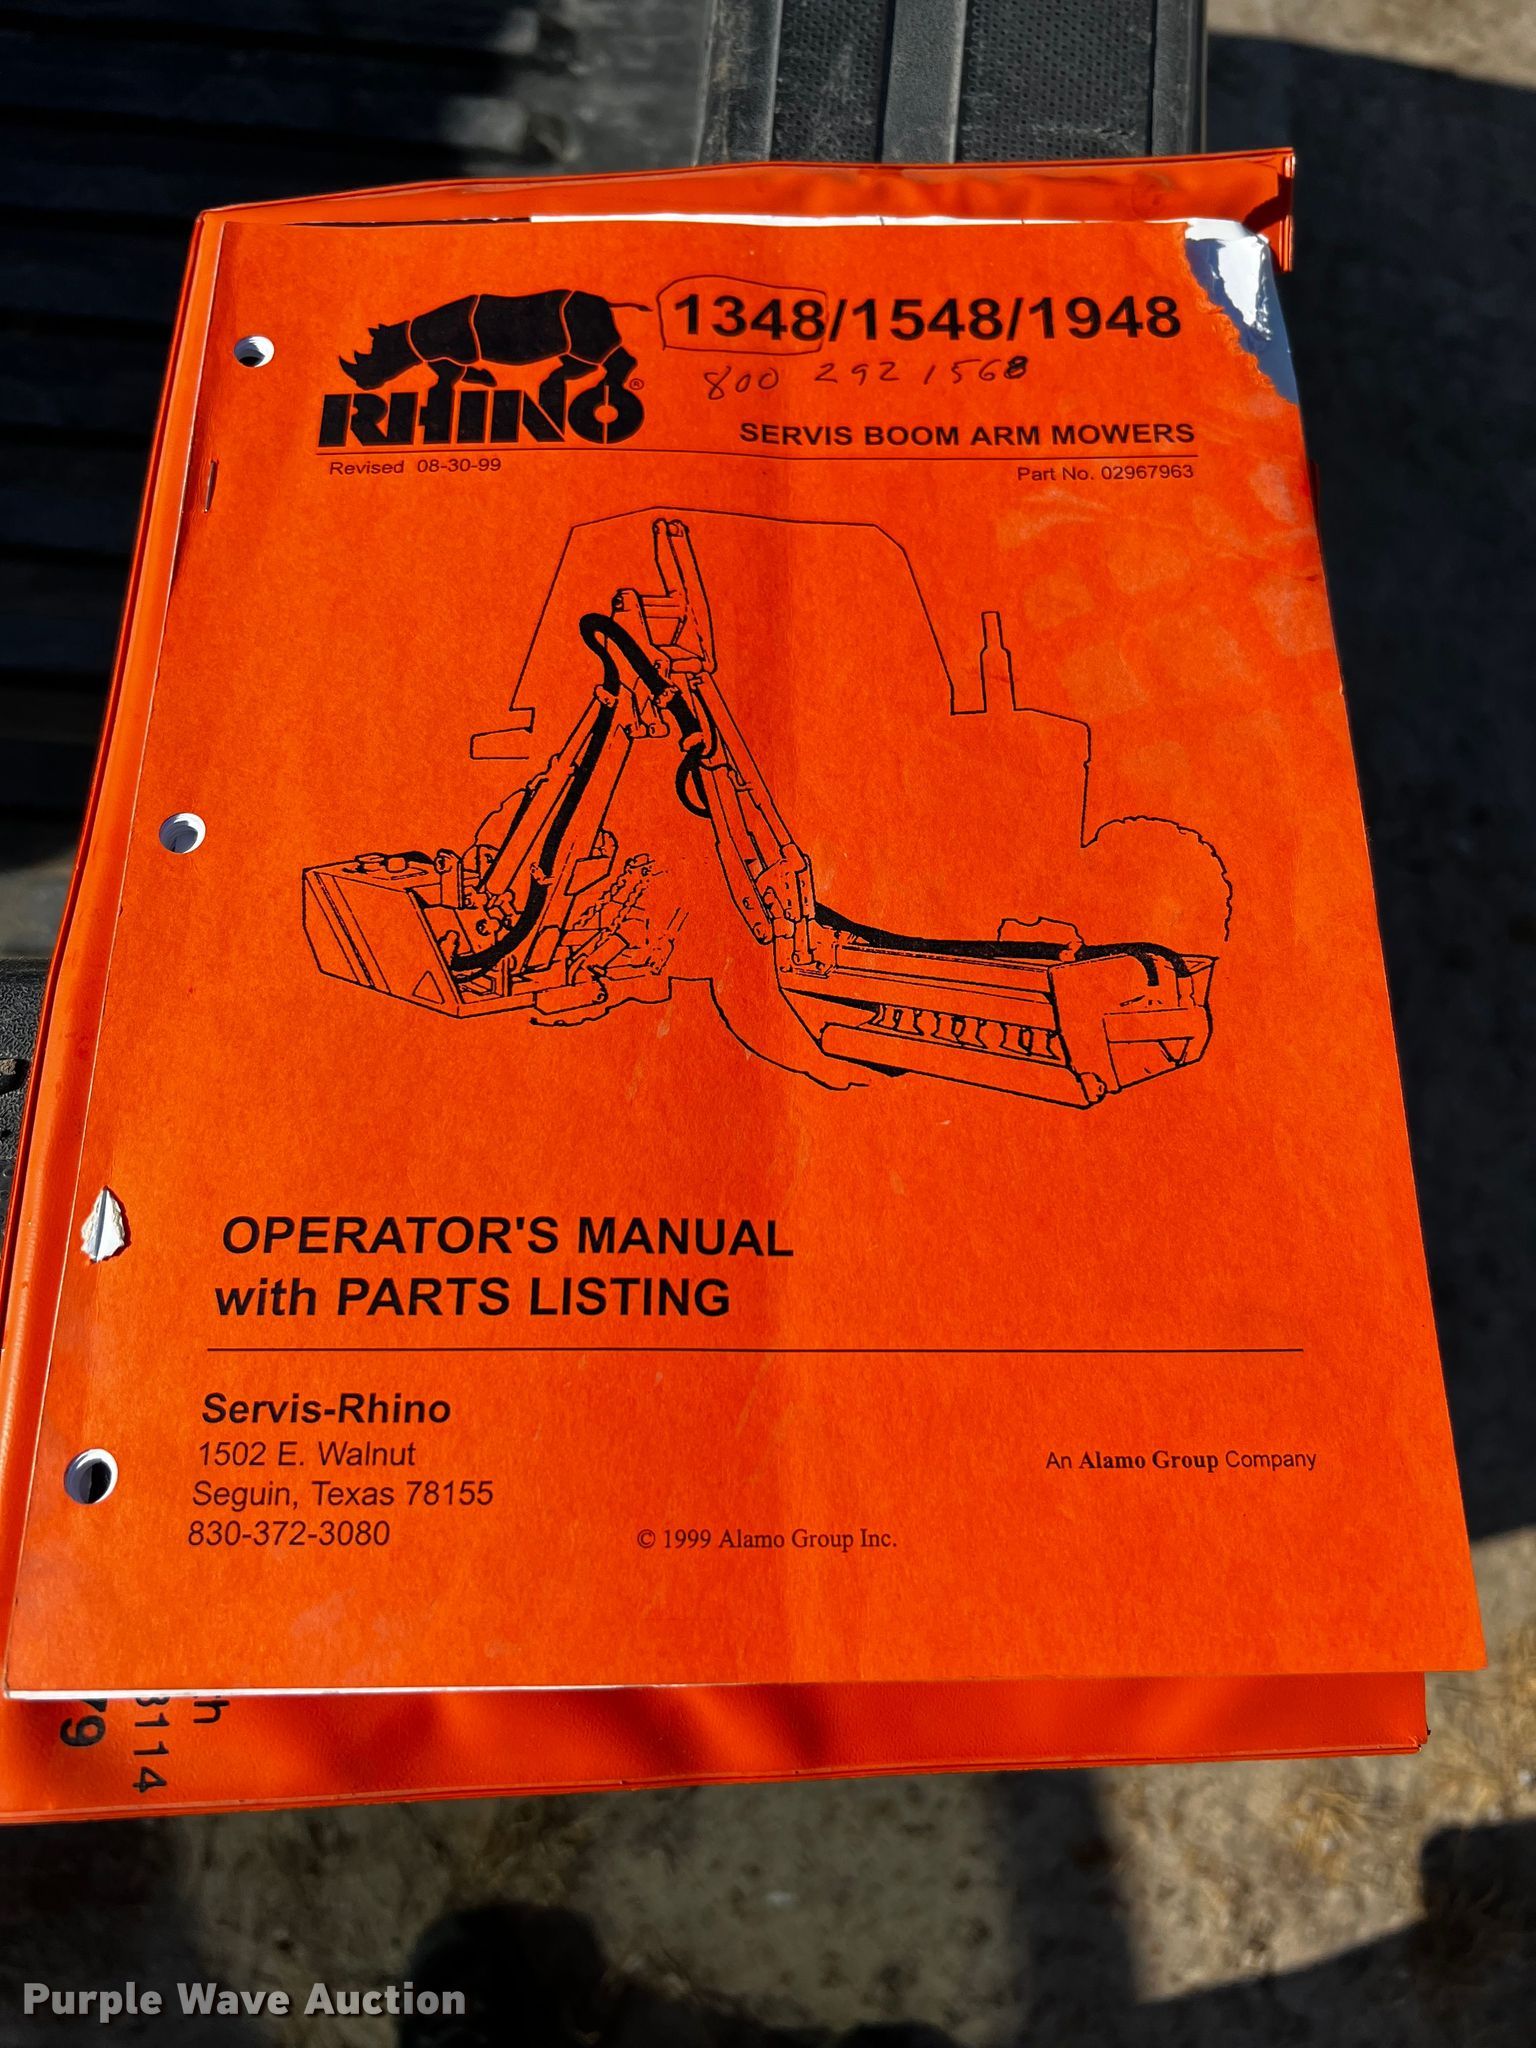 1348/1548/1948
800 292 1568
RHINO®
SERVIS BOOM ARM MOWERS
Revised 08-30-99
Part No. 02967963
OPERATOR'S MANUAL
with PARTS LISTING
Servis-Rhino
1502 E. Walnut
Seguin, Texas 78155
830-372-3080
An Alamo Group Company
© 1999 Alamo Group Inc.
3114
79
Purple Wave Auction